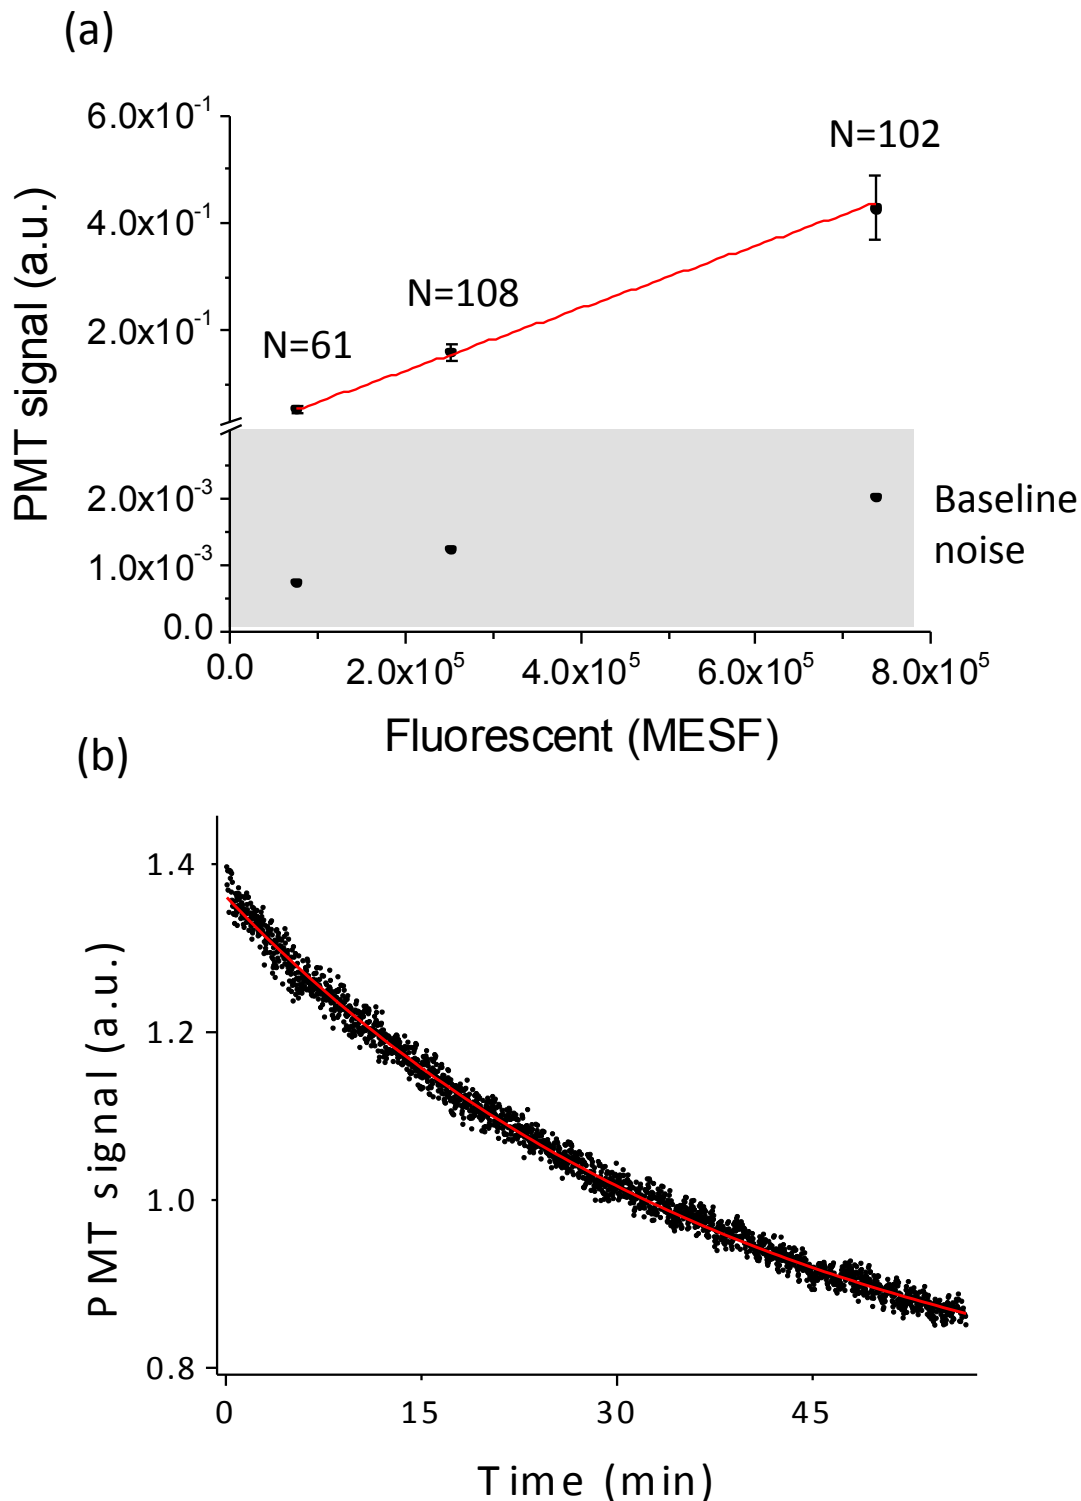 (a)
6.0x10⁻¹
4.0x10⁻¹
2.0x10⁻¹
2.0x10⁻³
1.0x10⁻³
0.0
PMT signal (a.u.)
N=61
N=108
N=102
Baseline
noise
0.0
2.0x10⁵
4.0x10⁵
6.0x10⁵
8.0x10⁵
Fluorescent (MESF)
(b)
1.4
1.2
1.0
0.8
PMT signal (a.u.)
0
15
30
45
Time (min)